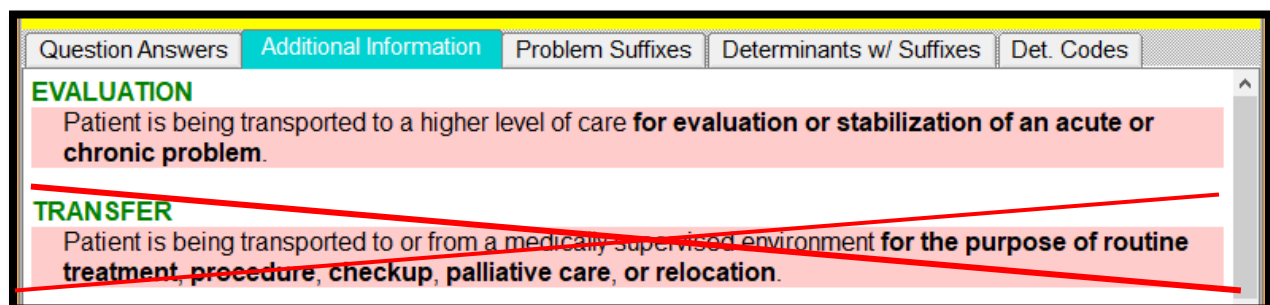 Question Answers Additional Information Problem Suffixes Determinants w/ Suffixes Det. Codes
EVALUATION
Patient is being transported to a higher level of care for evaluation or stabilization of an acute or
chronic problem.
TRANSFER
Patient is being transported to or from a medically supervised environment for the purpose of routine
treatment, procedure, checkup, palliative care, or relocation.